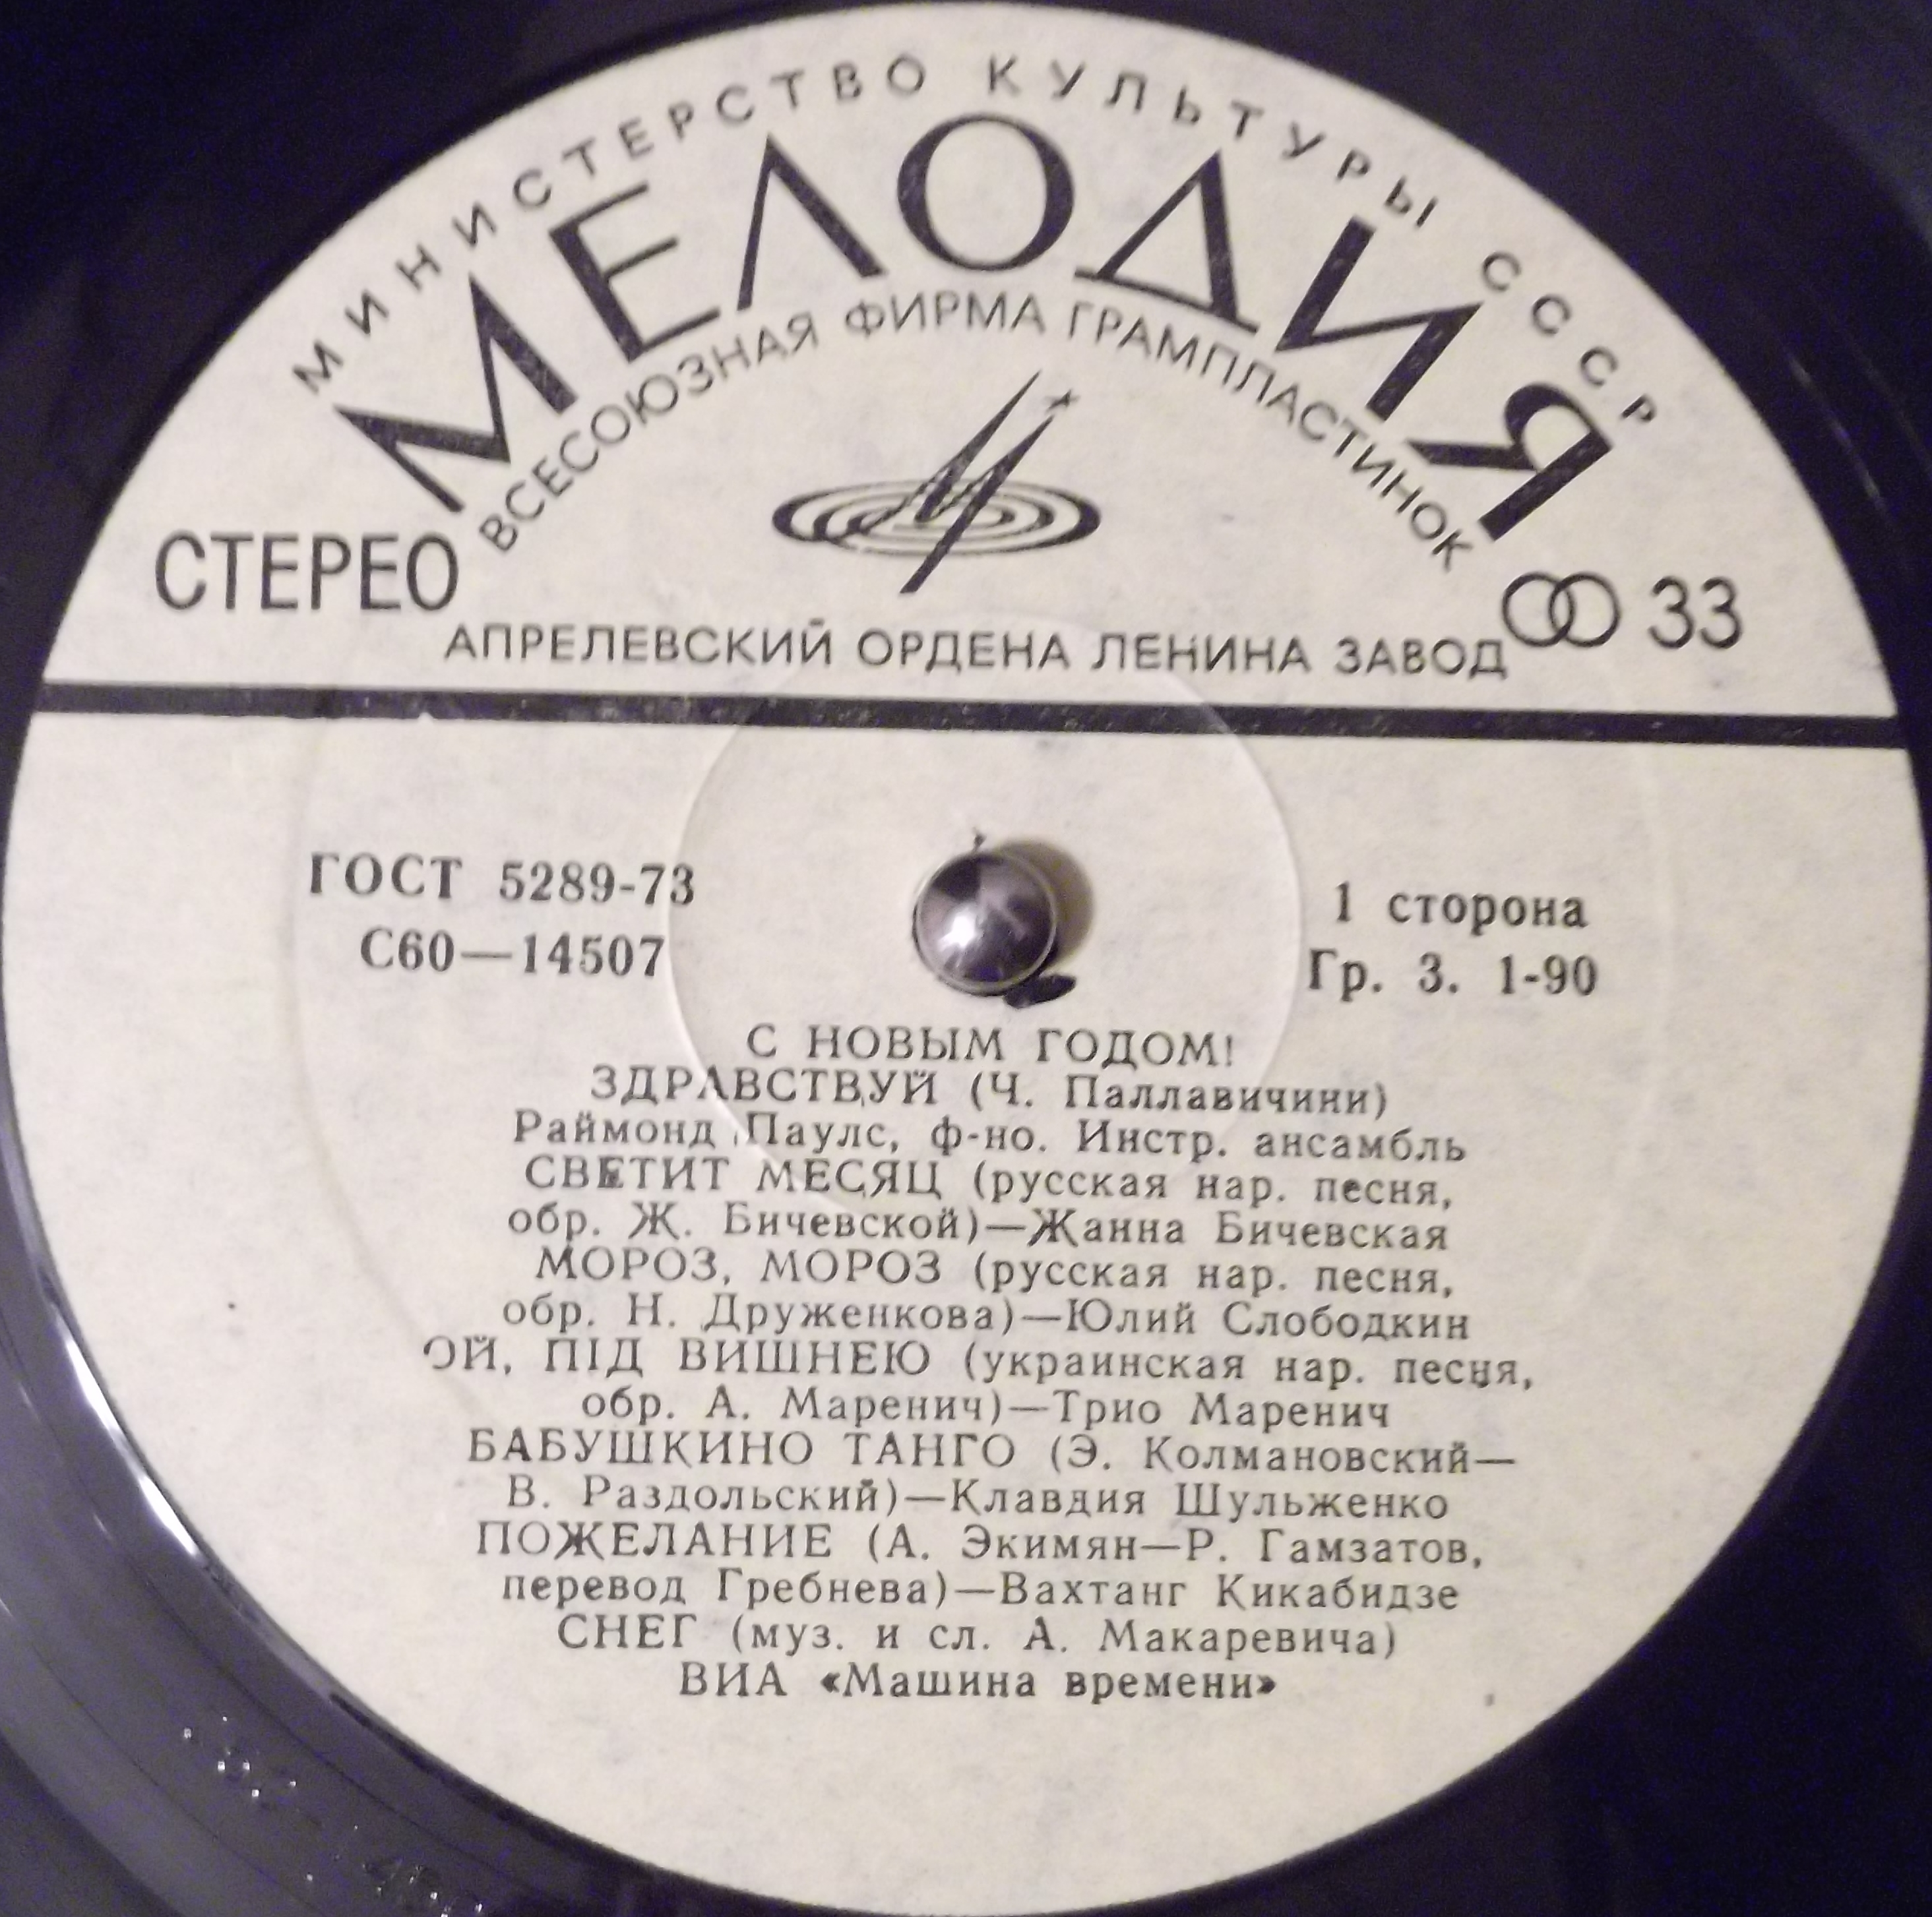 МИНИСТЕРСТВО КУЛЬТУРЫ СССР
МЕЛОДИЯ
ВСЕСОЮЗНАЯ ФИРМА ГРАМПЛАСТИНОК
СТЕРЕО
33
АПРЕЛЕВСКИЙ ОРДЕНА ЛЕНИНА ЗАВОД
ГОСТ 5289-73
С60—14507
1 сторона
Гр. 3. 1-90
С НОВЫМ ГОДОМ!
ЗДРАВСТВУЙ (Ч. Паллавичини)
Раймонд Паулс, ф-но. Инстр. ансамбль
СВЕТИТ МЕСЯЦ (русская нар. песня,
обр. Ж. Бичевской)—Жанна Бичевская
МОРОЗ, МОРОЗ (русская нар. песня,
обр. Н. Друженкова)—Юлий Слободкин
ОЙ, ПІД ВИШНЕЮ (украинская нар. песня,
обр. А. Маренич)—Трио Маренич
БАБУШКИНО ТАНГО (Э. Колмановский—
В. Раздольский)—Клавдия Шульженко
ПОЖЕЛАНИЕ (А. Экимян—Р. Гамзатов,
перевод Гребнева)—Вахтанг Кикабидзе
СНЕГ (муз. и сл. А. Макаревича)
ВИА «Машина времени»